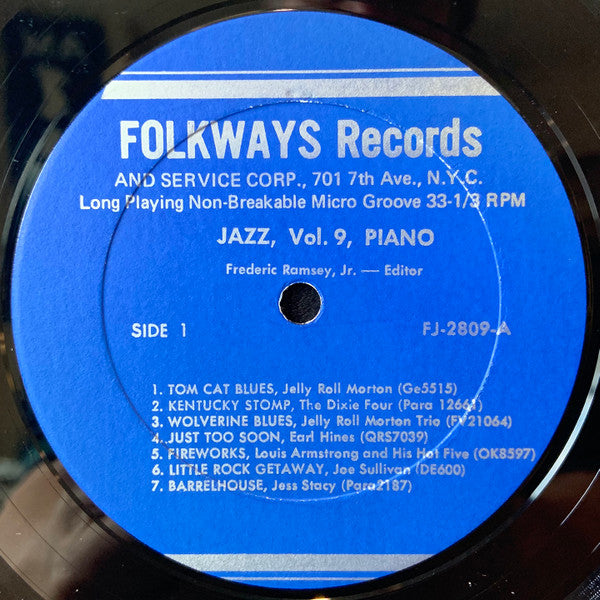 FOLKWAYS Records
AND SERVICE CORP., 701 7th Ave., N.Y.C.
Long Playing Non-Breakable Micro Groove 33-1/3 RPM
JAZZ, Vol. 9, PIANO
Frederic Ramsey, Jr. — Editor
SIDE 1 FJ-2809-A
1. TOM CAT BLUES, Jelly Roll Morton (Ge5515)
2. KENTUCKY STOMP, The Dixie Four (Para 12661)
3. WOLVERINE BLUES, Jelly Roll Morton Trio (FV21064)
4. JUST TOO SOON, Earl Hines (QRS7039)
5. FIREWORKS, Louis Armstrong and His Hot Five (OK8597)
6. LITTLE ROCK GETAWAY, Joe Sullivan (DE600)
7. BARRELHOUSE, Jess Stacy (Para2187)